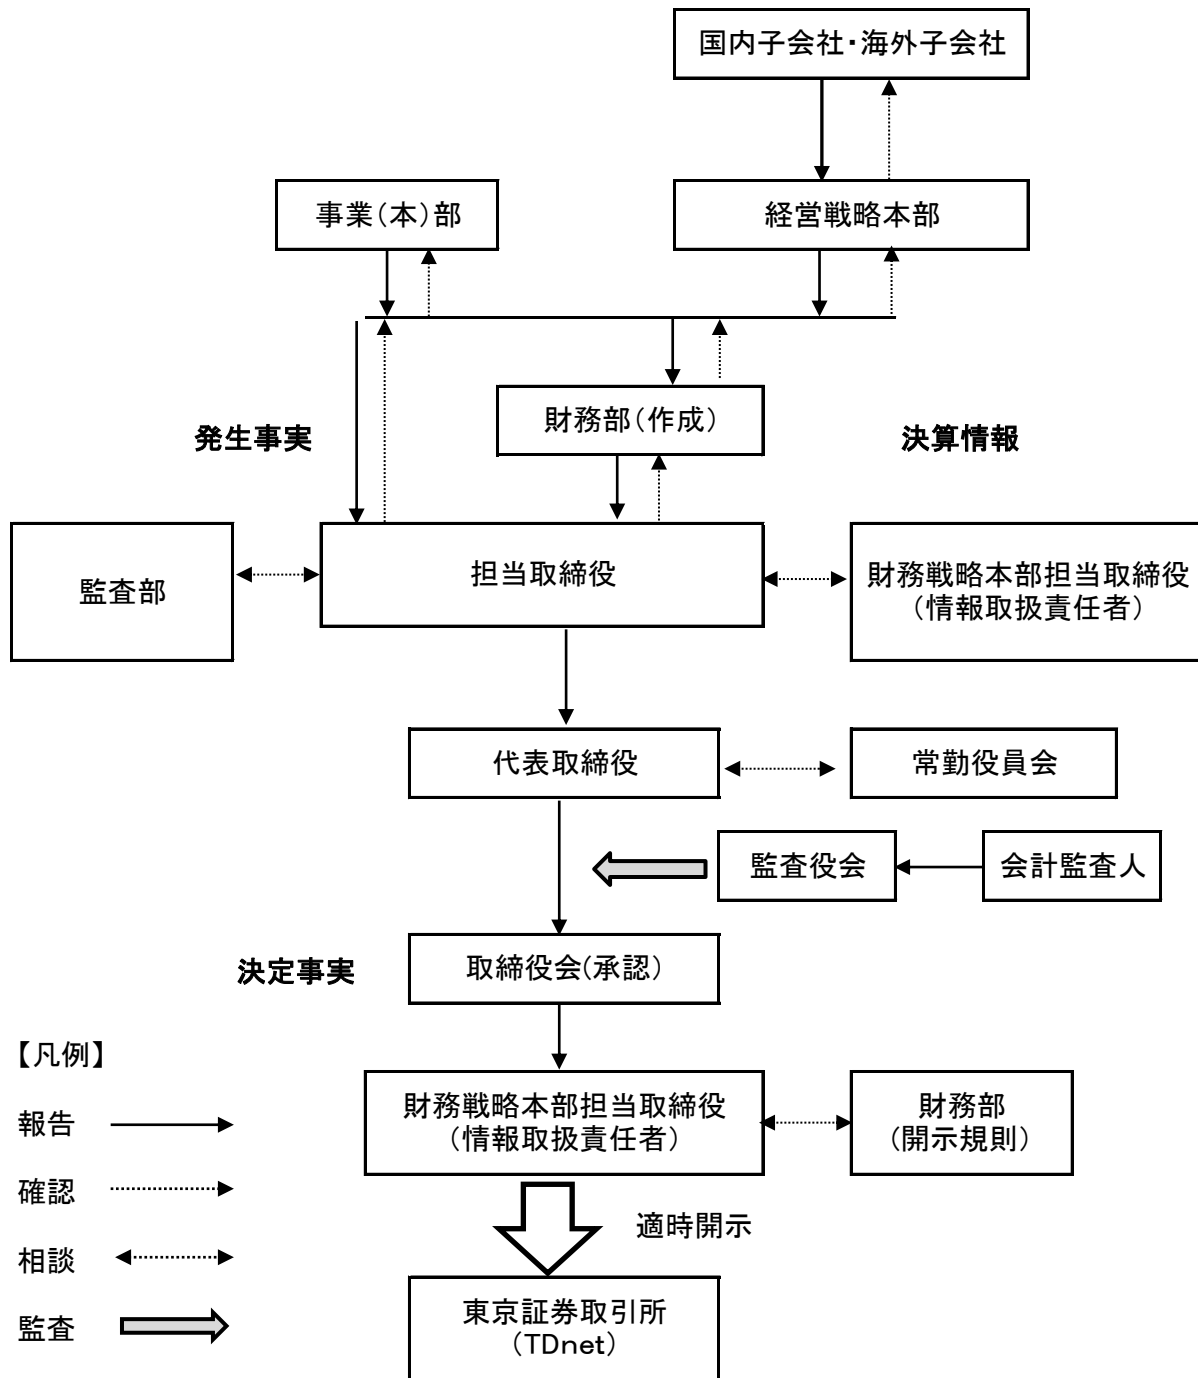 国内子会社・海外子会社
事業（本）部
経営戦略本部
財務部（作成）
発生事実
決算情報
監査部
担当取締役
財務戦略本部担当取締役
（情報取扱責任者）
代表取締役
常勤役員会
監査役会
会計監査人
決定事実
取締役会(承認）
【凡例】
報告
確認
相談
監査
財務戦略本部担当取締役
（情報取扱責任者）
財務部
(開示規則）
適時開示
東京証券取引所
（TDnet）